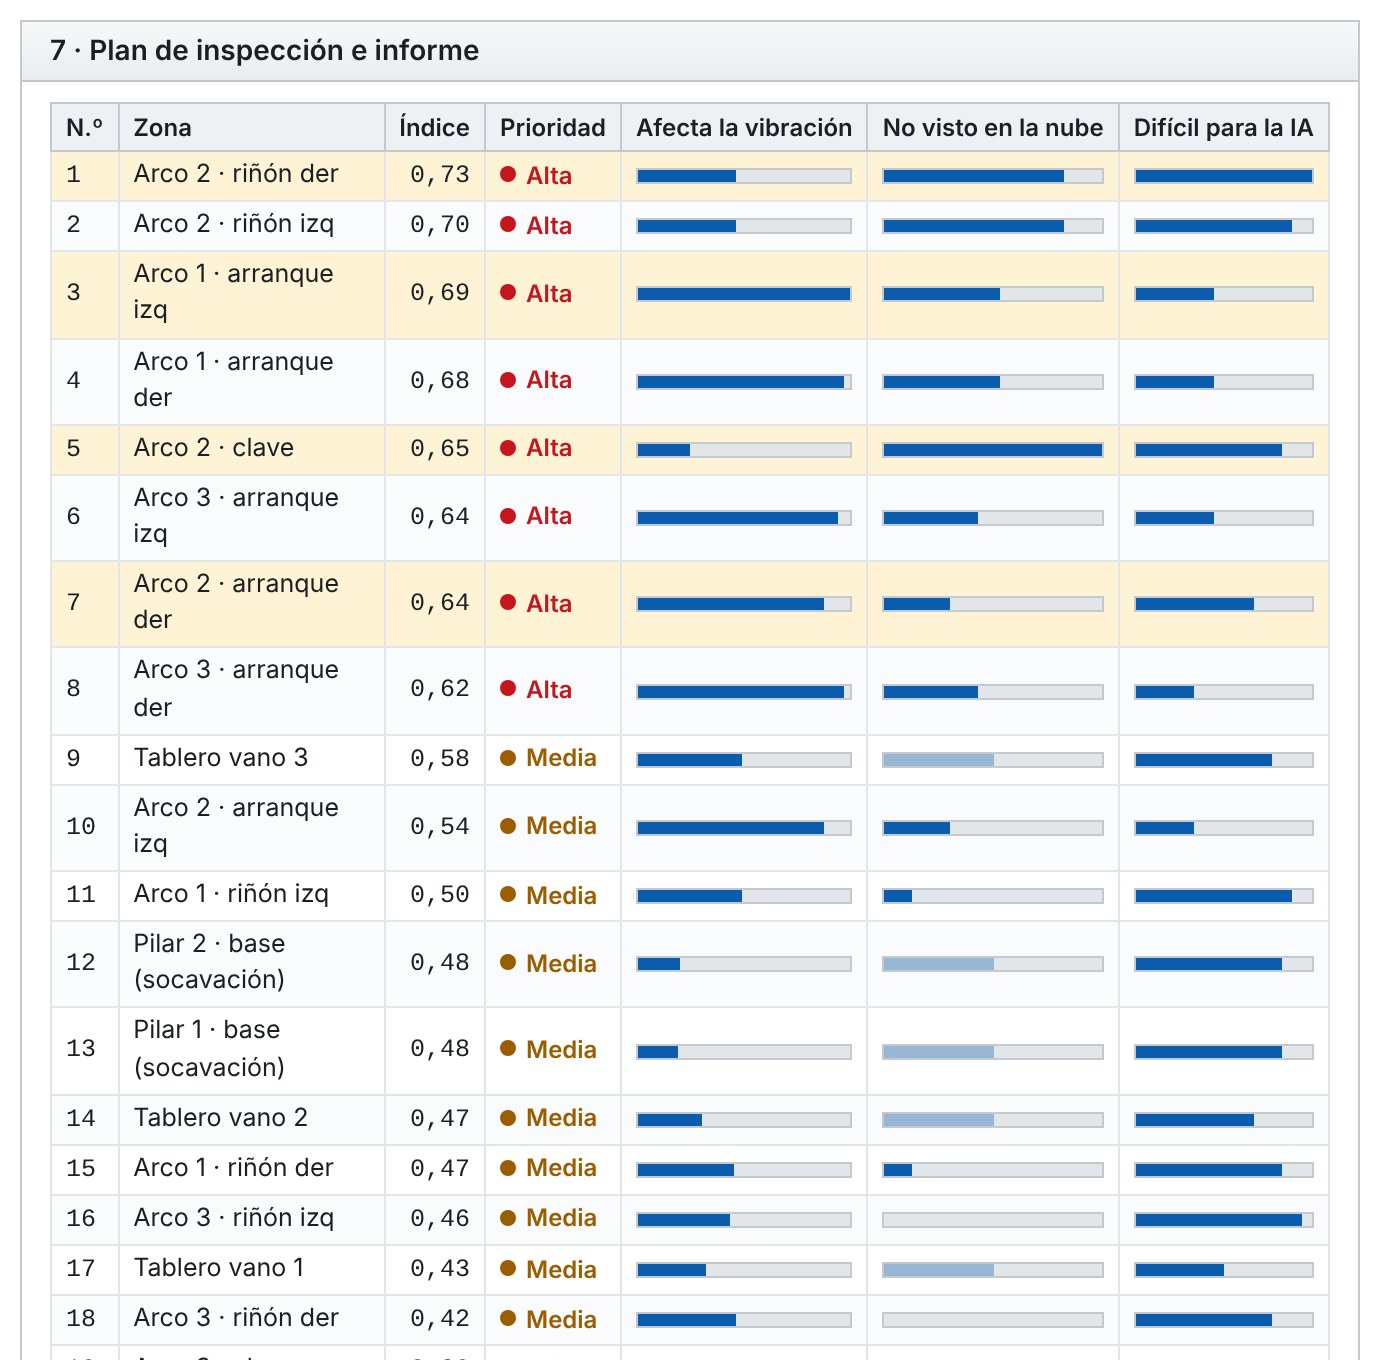 7 · Plan de inspección e informe
N.º Zona Índice Prioridad Afecta la vibración No visto en la nube Difícil para la IA
1 Arco 2 · riñón der 0,73 Alta
2 Arco 2 · riñón izq 0,70 Alta
3 Arco 1 · arranque izq 0,69 Alta
4 Arco 1 · arranque der 0,68 Alta
5 Arco 2 · clave 0,65 Alta
6 Arco 3 · arranque izq 0,64 Alta
7 Arco 2 · arranque der 0,64 Alta
8 Arco 3 · arranque der 0,62 Alta
9 Tablero vano 3 0,58 Media
10 Arco 2 · arranque izq 0,54 Media
11 Arco 1 · riñón izq 0,50 Media
12 Pilar 2 · base (socavación) 0,48 Media
13 Pilar 1 · base (socavación) 0,48 Media
14 Tablero vano 2 0,47 Media
15 Arco 1 · riñón der 0,47 Media
16 Arco 3 · riñón izq 0,46 Media
17 Tablero vano 1 0,43 Media
18 Arco 3 · riñón der 0,42 Media